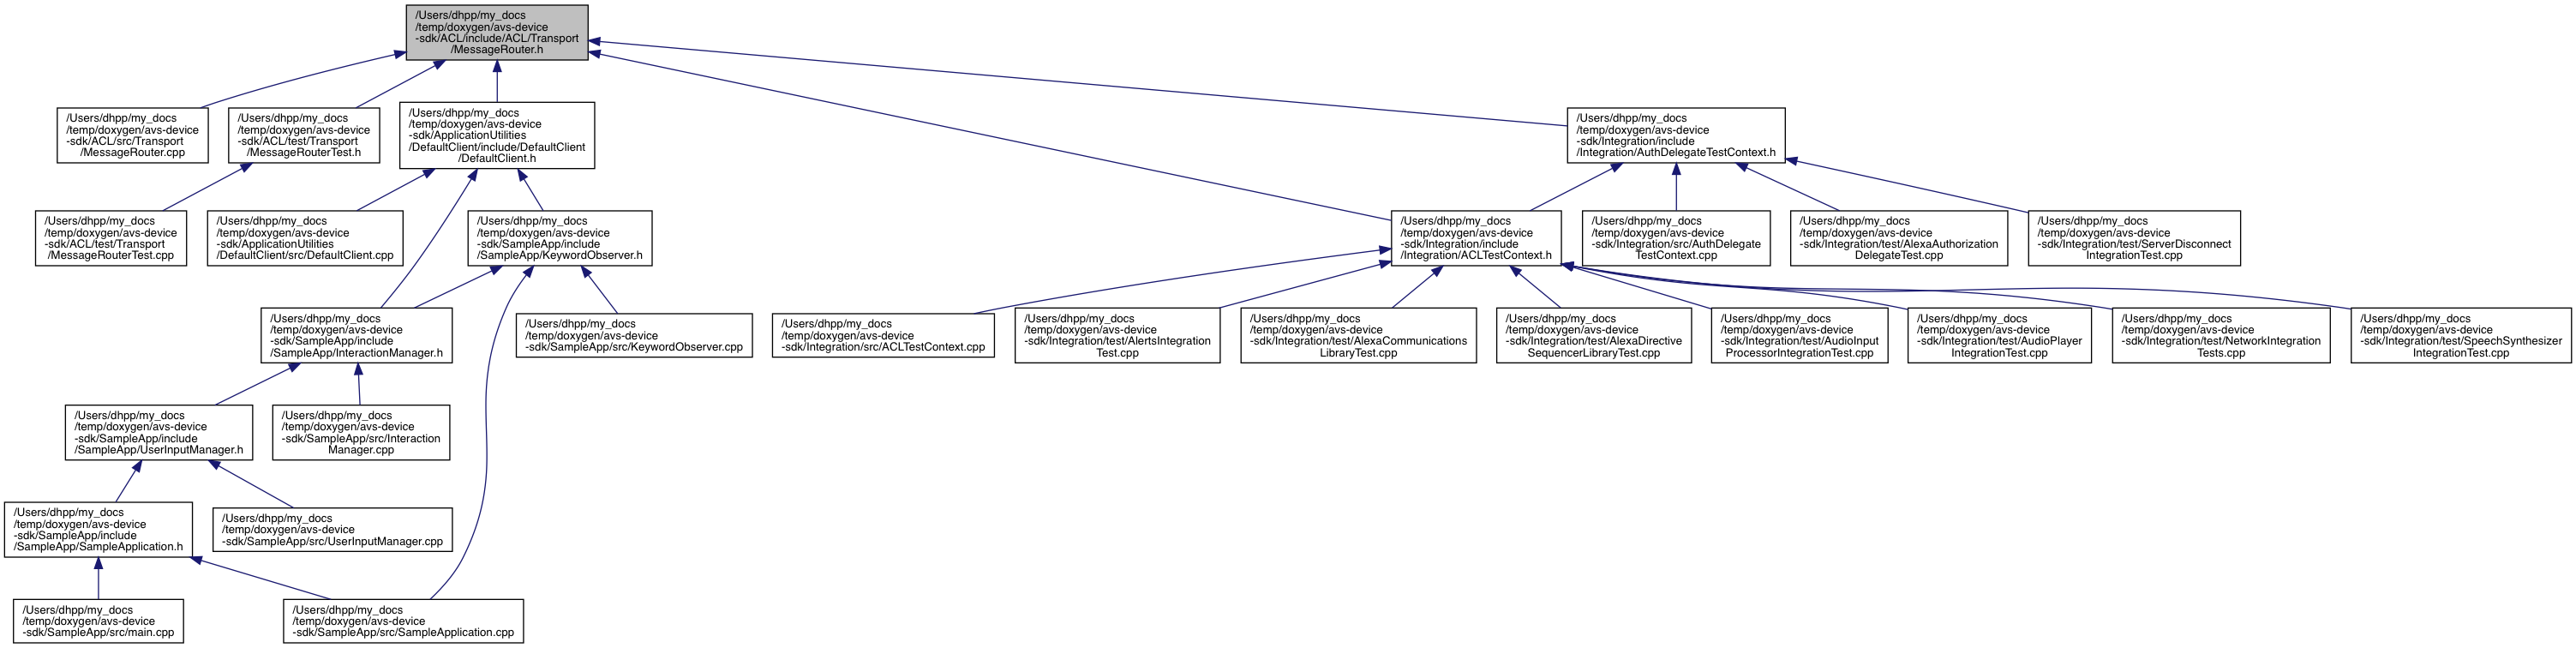 /Users/dhpp/my_docs
/temp/doxygen/avs-device
-sdk/ACL/include/ACL/Transport
/MessageRouter.h
/Users/dhpp/my_docs
/temp/doxygen/avs-device
-sdk/ACL/src/Transport
/MessageRouter.cpp
/Users/dhpp/my_docs
/temp/doxygen/avs-device
-sdk/ACL/test/Transport
/MessageRouterTest.h
/Users/dhpp/my_docs
/temp/doxygen/avs-device
-sdk/ApplicationUtilities
/DefaultClient/include/DefaultClient
/DefaultClient.h
/Users/dhpp/my_docs
/temp/doxygen/avs-device
-sdk/Integration/include
/Integration/AuthDelegateTestContext.h
/Users/dhpp/my_docs
/temp/doxygen/avs-device
-sdk/ACL/test/Transport
/MessageRouterTest.cpp
/Users/dhpp/my_docs
/temp/doxygen/avs-device
-sdk/ApplicationUtilities
/DefaultClient/src/DefaultClient.cpp
/Users/dhpp/my_docs
/temp/doxygen/avs-device
-sdk/SampleApp/include
/SampleApp/KeywordObserver.h
/Users/dhpp/my_docs
/temp/doxygen/avs-device
-sdk/Integration/include
/Integration/ACLTestContext.h
/Users/dhpp/my_docs
/temp/doxygen/avs-device
-sdk/Integration/src/AuthDelegate
TestContext.cpp
/Users/dhpp/my_docs
/temp/doxygen/avs-device
-sdk/Integration/test/AlexaAuthorization
DelegateTest.cpp
/Users/dhpp/my_docs
/temp/doxygen/avs-device
-sdk/Integration/test/ServerDisconnect
IntegrationTest.cpp
/Users/dhpp/my_docs
/temp/doxygen/avs-device
-sdk/SampleApp/include
/SampleApp/InteractionManager.h
/Users/dhpp/my_docs
/temp/doxygen/avs-device
-sdk/SampleApp/src/KeywordObserver.cpp
/Users/dhpp/my_docs
/temp/doxygen/avs-device
-sdk/Integration/src/ACLTestContext.cpp
/Users/dhpp/my_docs
/temp/doxygen/avs-device
-sdk/Integration/test/AlertsIntegration
Test.cpp
/Users/dhpp/my_docs
/temp/doxygen/avs-device
-sdk/Integration/test/AlexaCommunications
LibraryTest.cpp
/Users/dhpp/my_docs
/temp/doxygen/avs-device
-sdk/Integration/test/AlexaDirective
SequencerLibraryTest.cpp
/Users/dhpp/my_docs
/temp/doxygen/avs-device
-sdk/Integration/test/AudioInput
ProcessorIntegrationTest.cpp
/Users/dhpp/my_docs
/temp/doxygen/avs-device
-sdk/Integration/test/AudioPlayer
IntegrationTest.cpp
/Users/dhpp/my_docs
/temp/doxygen/avs-device
-sdk/Integration/test/NetworkIntegration
Tests.cpp
/Users/dhpp/my_docs
/temp/doxygen/avs-device
-sdk/Integration/test/SpeechSynthesizer
IntegrationTest.cpp
/Users/dhpp/my_docs
/temp/doxygen/avs-device
-sdk/SampleApp/include
/SampleApp/UserInputManager.h
/Users/dhpp/my_docs
/temp/doxygen/avs-device
-sdk/SampleApp/src/Interaction
Manager.cpp
/Users/dhpp/my_docs
/temp/doxygen/avs-device
-sdk/SampleApp/include
/SampleApp/SampleApplication.h
/Users/dhpp/my_docs
/temp/doxygen/avs-device
-sdk/SampleApp/src/UserInputManager.cpp
/Users/dhpp/my_docs
/temp/doxygen/avs-device
-sdk/SampleApp/src/main.cpp
/Users/dhpp/my_docs
/temp/doxygen/avs-device
-sdk/SampleApp/src/SampleApplication.cpp